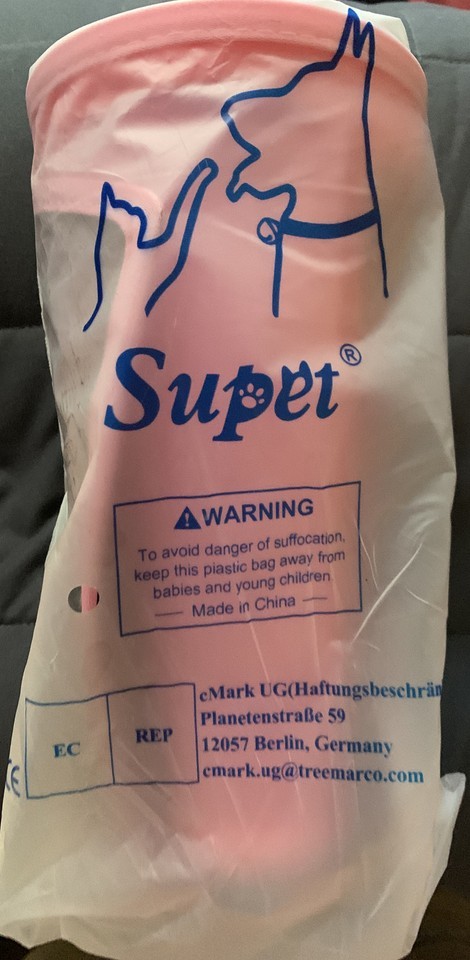 Supet®
WARNING
To avoid danger of suffocation,
keep this plastic bag away from
babies and young children
Made in China
EC REP
cMark UG(Haftungsbeschrän
Planetenstraße 59
12057 Berlin, Germany
cmark.ug@treemarco.com
CE